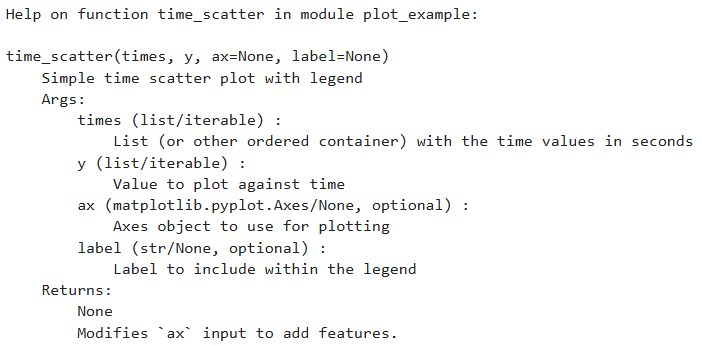 Help on function time_scatter in module plot_example:

time_scatter(times, y, ax=None, label=None)
    Simple time scatter plot with legend
    Args:
        times (list/iterable) :
            List (or other ordered container) with the time values in seconds
        y (list/iterable) :
            Value to plot against time
        ax (matplotlib.pyplot.Axes/None, optional) :
            Axes object to use for plotting
        label (str/None, optional) :
            Label to include within the legend
    Returns:
        None
        Modifies `ax` input to add features.